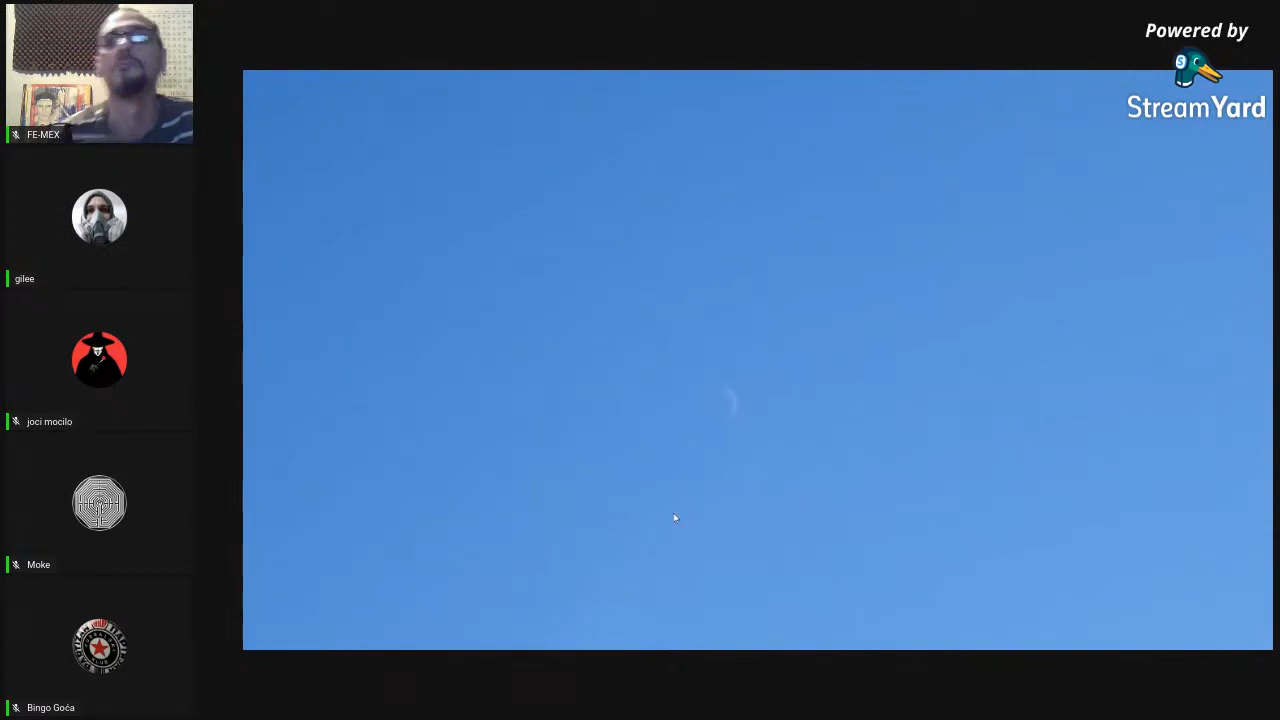 Powered by
StreamYard
FE-MEX
gilee
joci mocilo
Moke
Bingo Goća